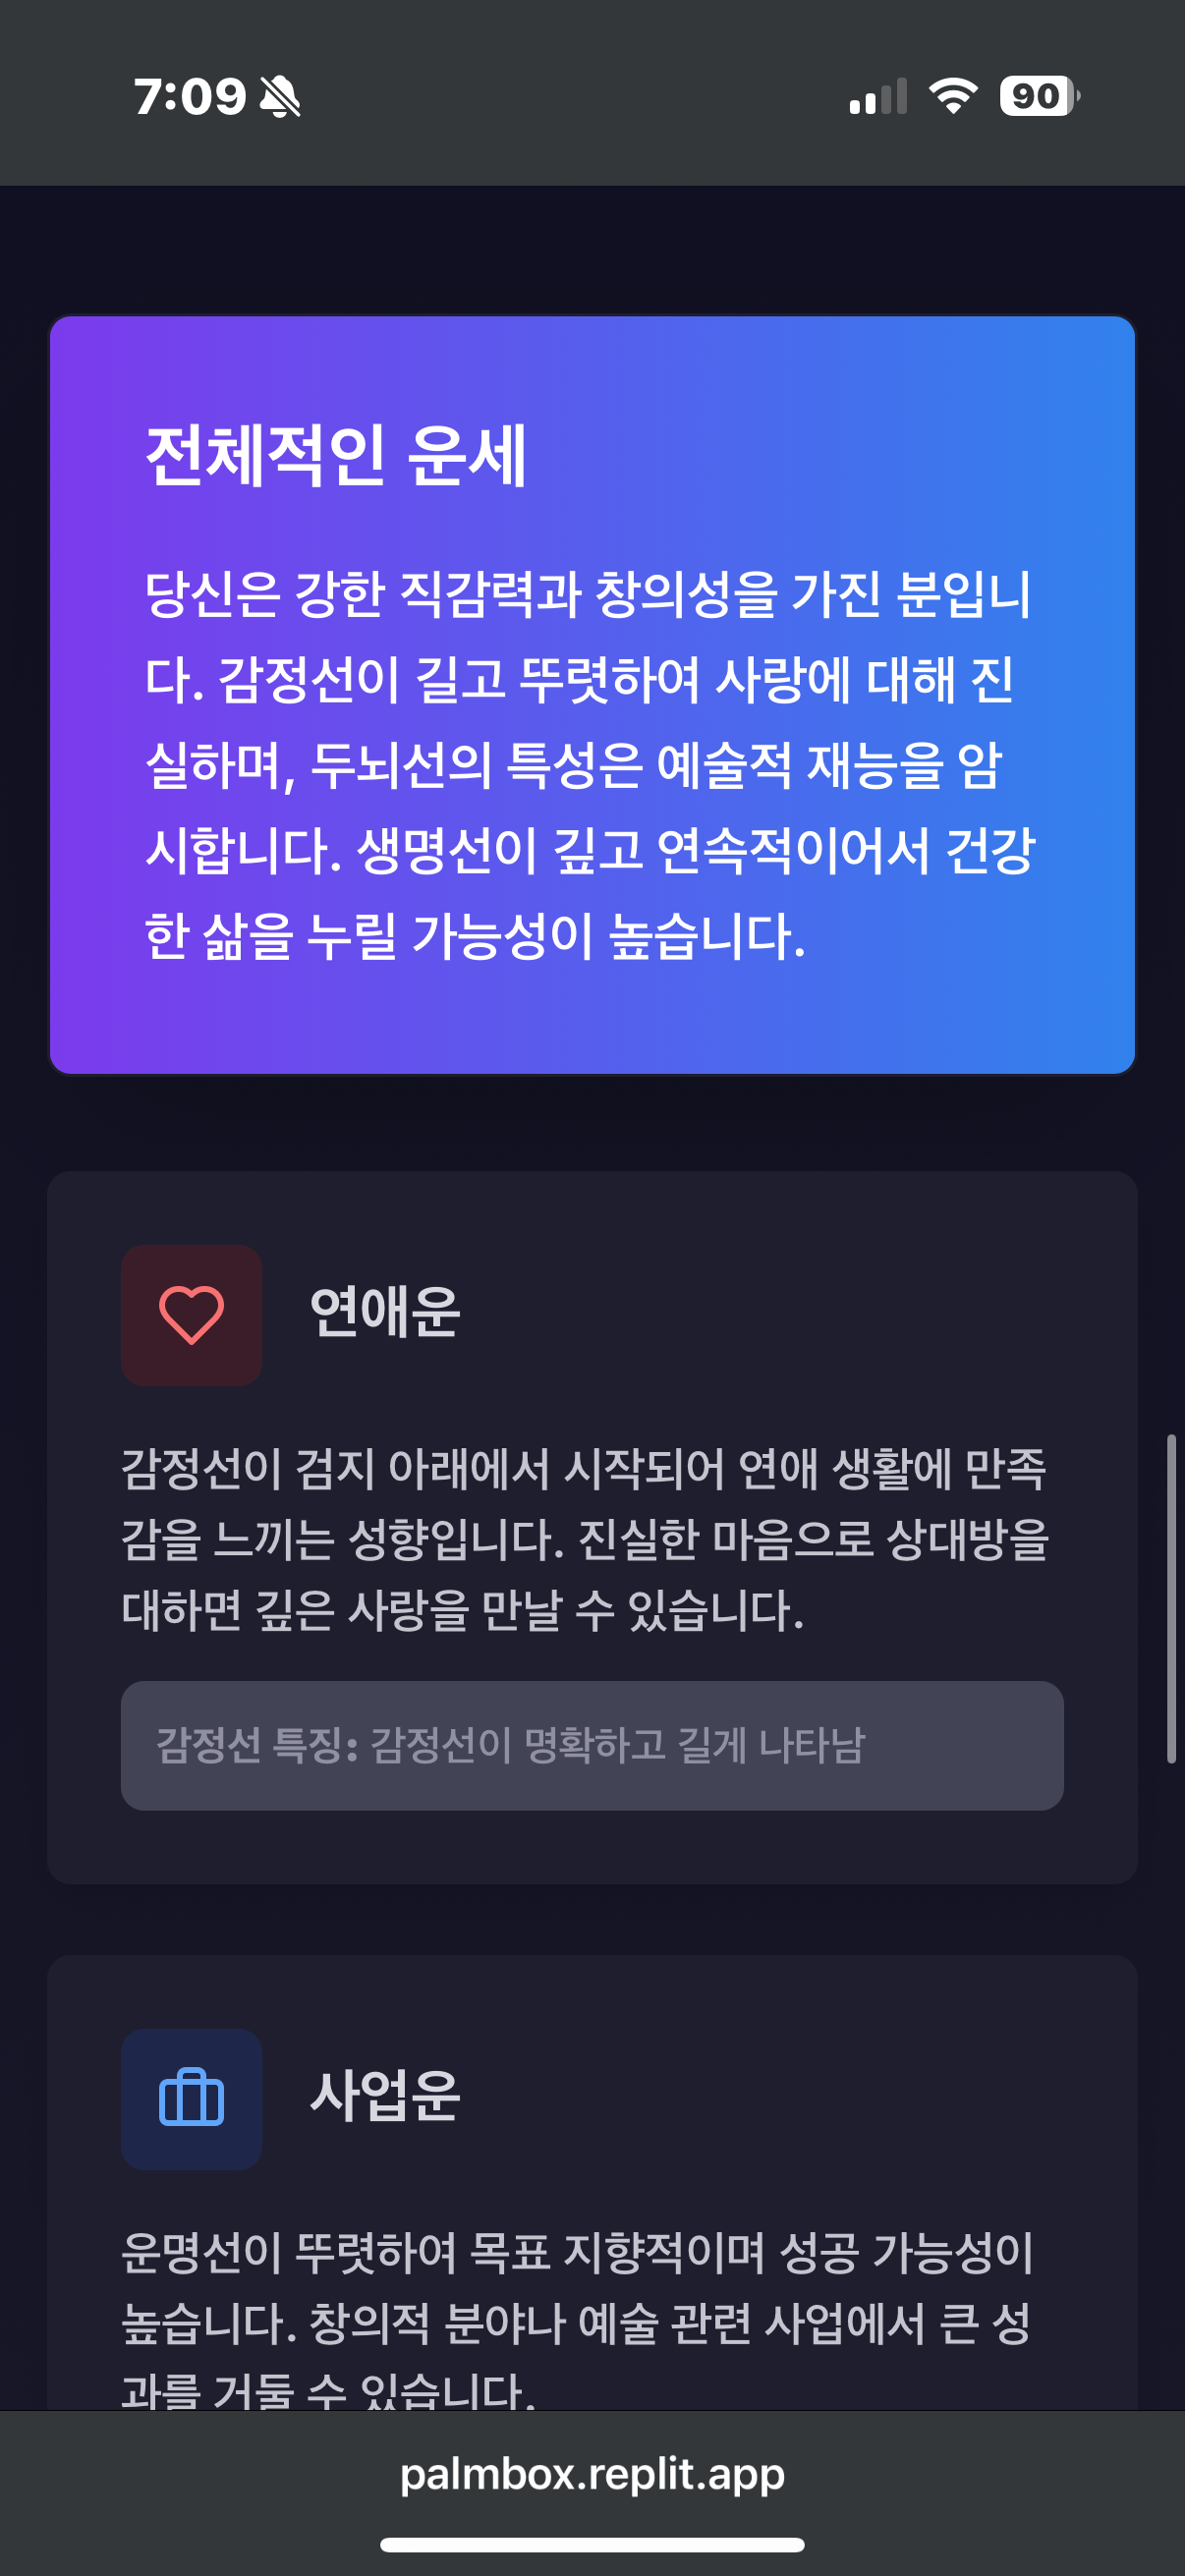 7:09
90
전체적인 운세
당신은 강한 직감력과 창의성을 가진 분입니
다. 감정선이 길고 뚜렷하여 사랑에 대해 진
실하며, 두뇌선의 특성은 예술적 재능을 암
시합니다. 생명선이 깊고 연속적이어서 건강
한 삶을 누릴 가능성이 높습니다.
연애운
감정선이 검지 아래에서 시작되어 연애 생활에 만족
감을 느끼는 성향입니다. 진실한 마음으로 상대방을
대하면 깊은 사랑을 만날 수 있습니다.
감정선 특징: 감정선이 명확하고 길게 나타남
사업운
운명선이 뚜렷하여 목표 지향적이며 성공 가능성이
높습니다. 창의적 분야나 예술 관련 사업에서 큰 성
과를 거둘 수 있습니다.
palmbox.replit.app